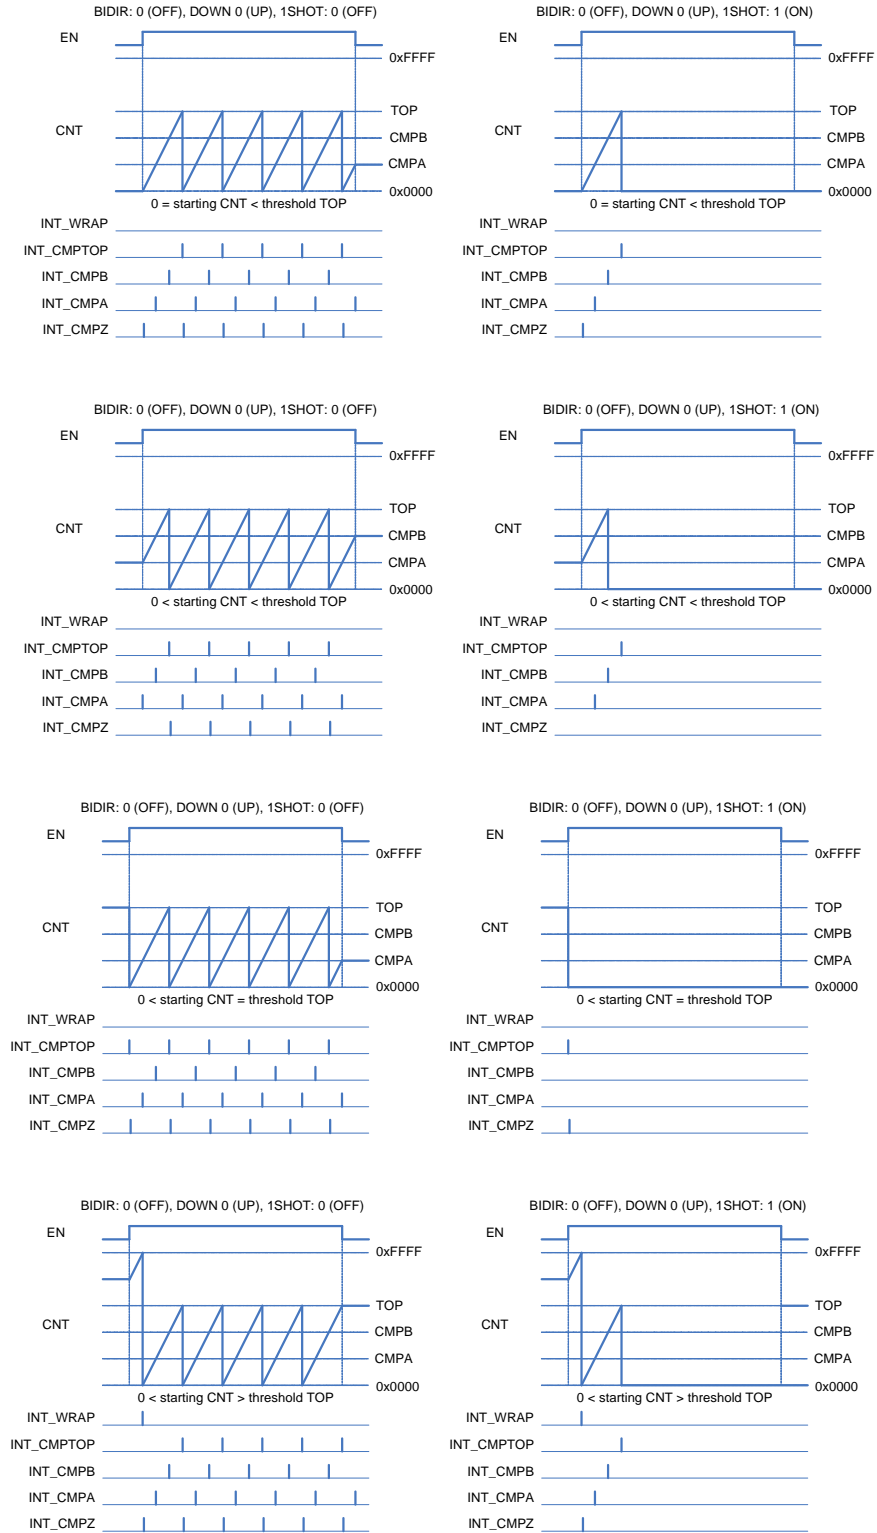 BIDIR: 0 (OFF), DOWN 0 (UP), 1SHOT: 0 (OFF)
EN
0xFFFF
TOP
CNT
CMPB
CMPA
0x0000
0 = starting CNT < threshold TOP
INT_WRAP
INT_CMPTOP
INT_CMPB
INT_CMPA
INT_CMPZ
BIDIR: 0 (OFF), DOWN 0 (UP), 1SHOT: 1 (ON)
EN
0xFFFF
TOP
CNT
CMPB
CMPA
0x0000
0 = starting CNT < threshold TOP
INT_WRAP
INT_CMPTOP
INT_CMPB
INT_CMPA
INT_CMPZ
BIDIR: 0 (OFF), DOWN 0 (UP), 1SHOT: 0 (OFF)
EN
0xFFFF
TOP
CNT
CMPB
CMPA
0x0000
0 < starting CNT < threshold TOP
INT_WRAP
INT_CMPTOP
INT_CMPB
INT_CMPA
INT_CMPZ
BIDIR: 0 (OFF), DOWN 0 (UP), 1SHOT: 1 (ON)
EN
0xFFFF
TOP
CNT
CMPB
CMPA
0x0000
0 < starting CNT < threshold TOP
INT_WRAP
INT_CMPTOP
INT_CMPB
INT_CMPA
INT_CMPZ
BIDIR: 0 (OFF), DOWN 0 (UP), 1SHOT: 0 (OFF)
EN
0xFFFF
TOP
CNT
CMPB
CMPA
0x0000
0 < starting CNT = threshold TOP
INT_WRAP
INT_CMPTOP
INT_CMPB
INT_CMPA
INT_CMPZ
BIDIR: 0 (OFF), DOWN 0 (UP), 1SHOT: 1 (ON)
EN
0xFFFF
TOP
CNT
CMPB
CMPA
0x0000
0 < starting CNT = threshold TOP
INT_WRAP
INT_CMPTOP
INT_CMPB
INT_CMPA
INT_CMPZ
BIDIR: 0 (OFF), DOWN 0 (UP), 1SHOT: 0 (OFF)
EN
0xFFFF
TOP
CNT
CMPB
CMPA
0x0000
0 < starting CNT > threshold TOP
INT_WRAP
INT_CMPTOP
INT_CMPB
INT_CMPA
INT_CMPZ
BIDIR: 0 (OFF), DOWN 0 (UP), 1SHOT: 1 (ON)
EN
0xFFFF
TOP
CNT
CMPB
CMPA
0x0000
0 < starting CNT > threshold TOP
INT_WRAP
INT_CMPTOP
INT_CMPB
INT_CMPA
INT_CMPZ